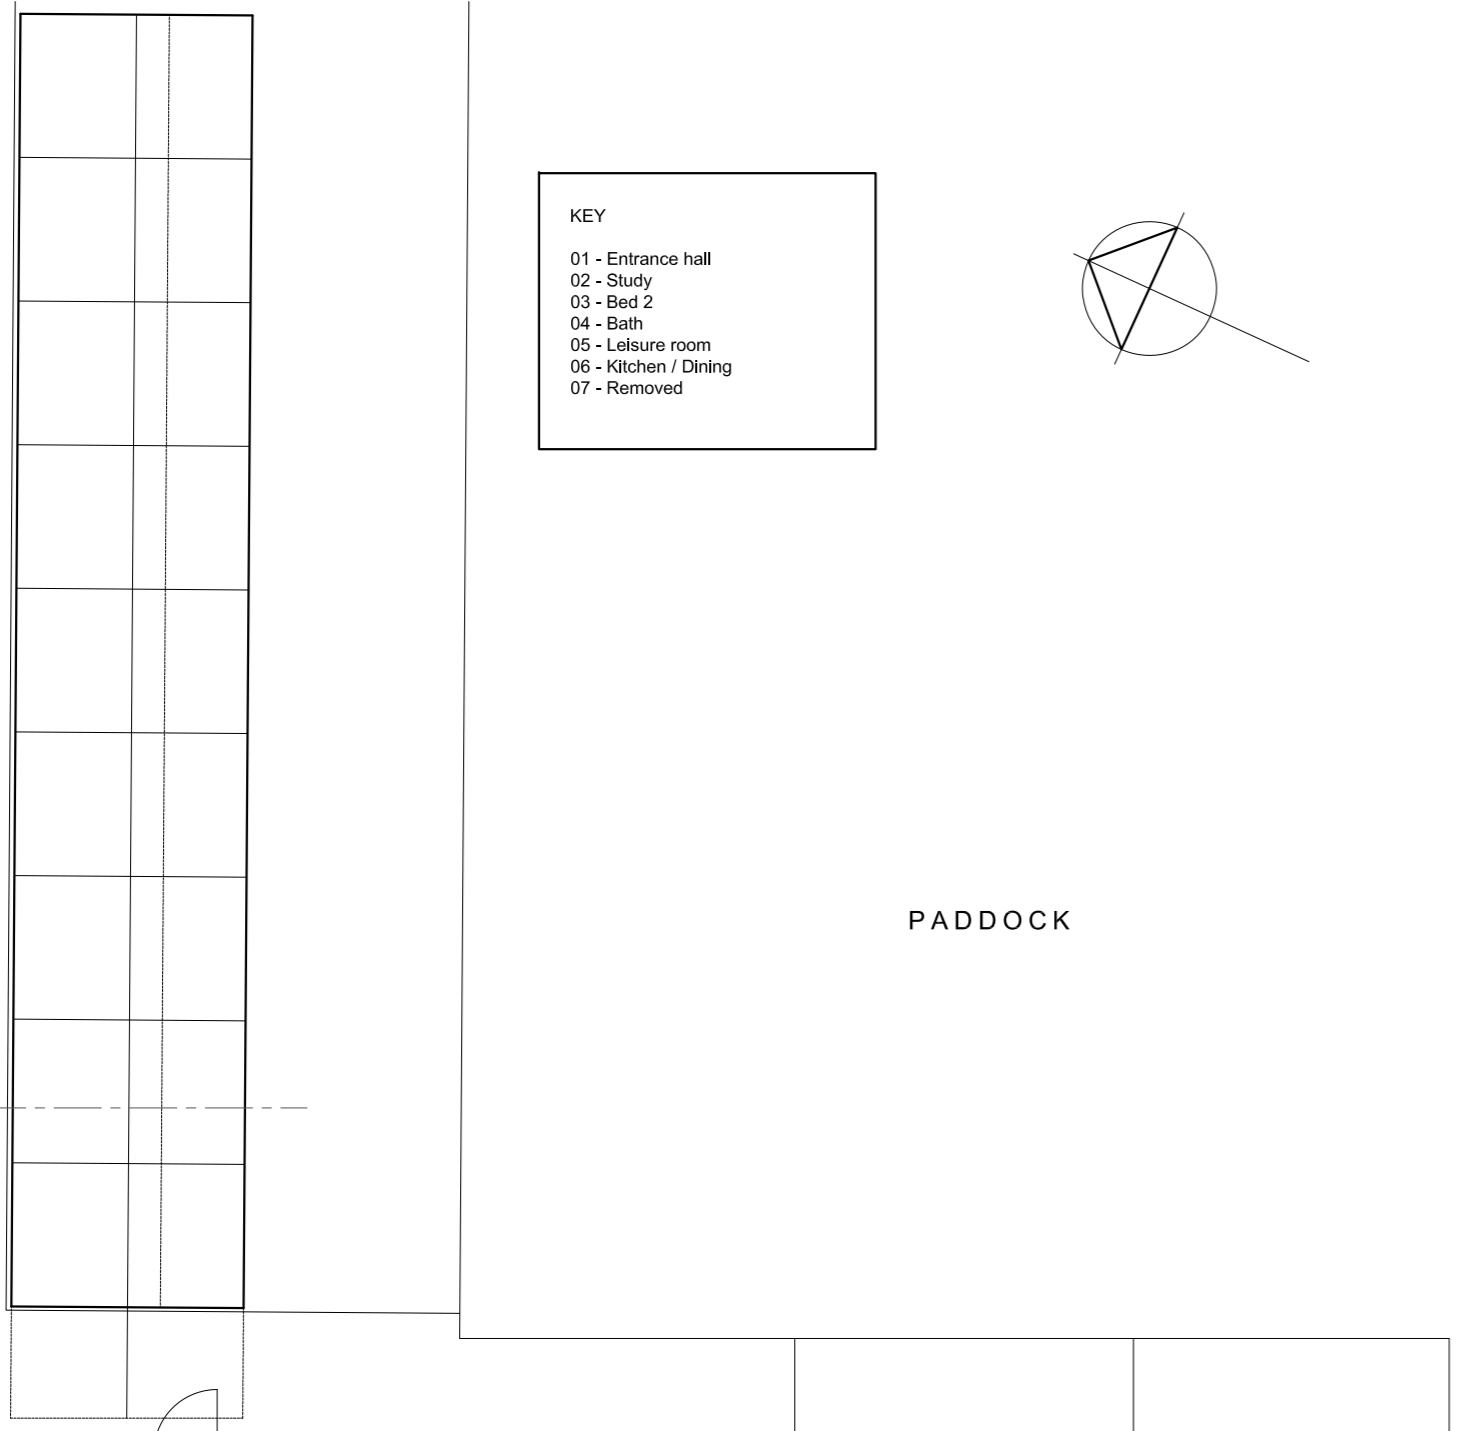 KEY
01 - Entrance hall
02 - Study
03 - Bed 2
04 - Bath
05 - Leisure room
06 - Kitchen / Dining
07 - Removed
PADDOCK